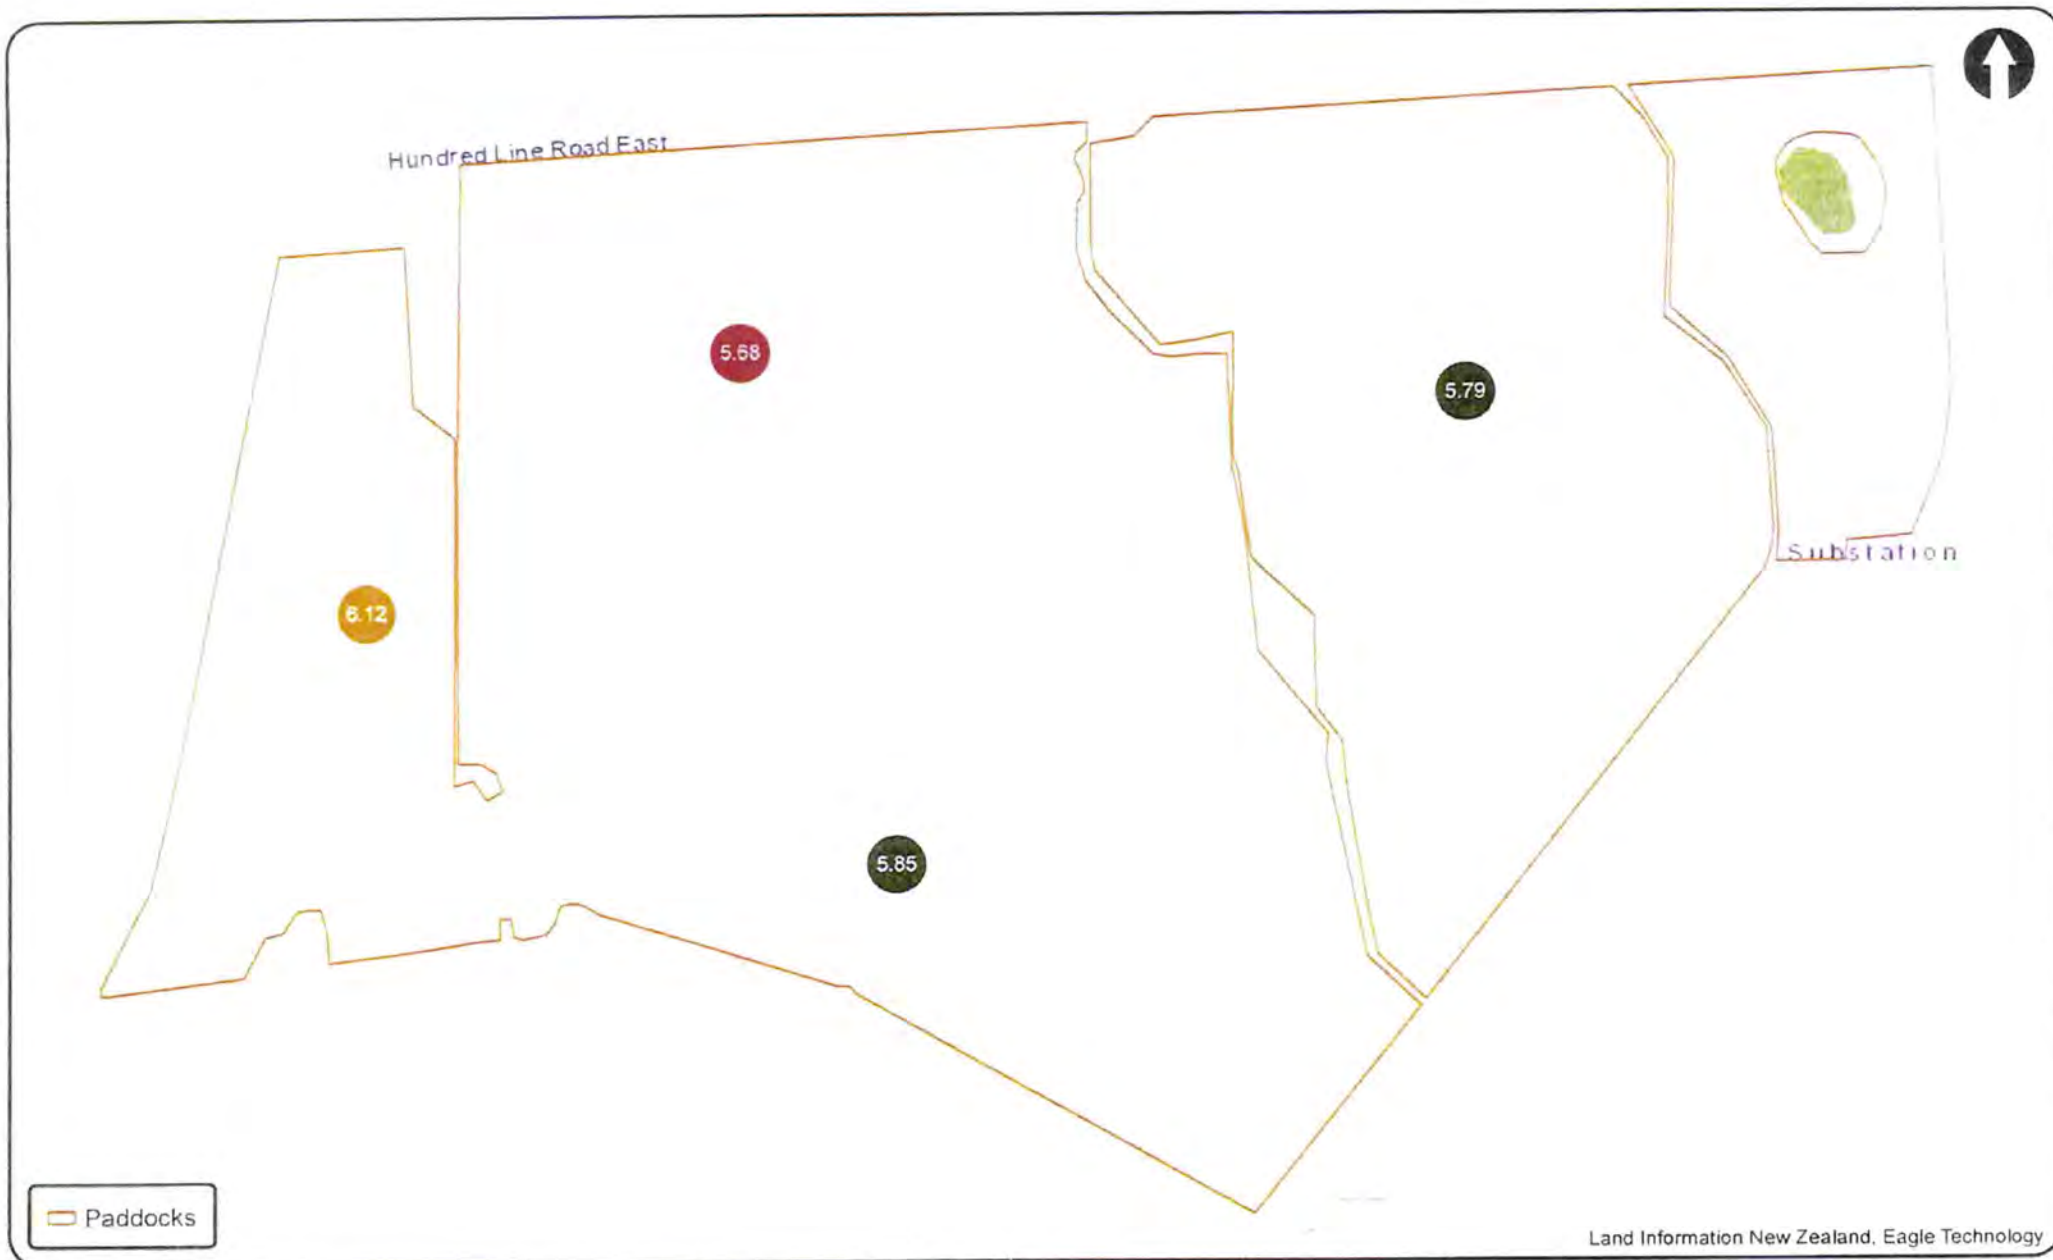 Hundred Line Road East
5.68
5.79
Substation
6.12
5.85
Paddocks
Land Information New Zealand, Eagle Technology